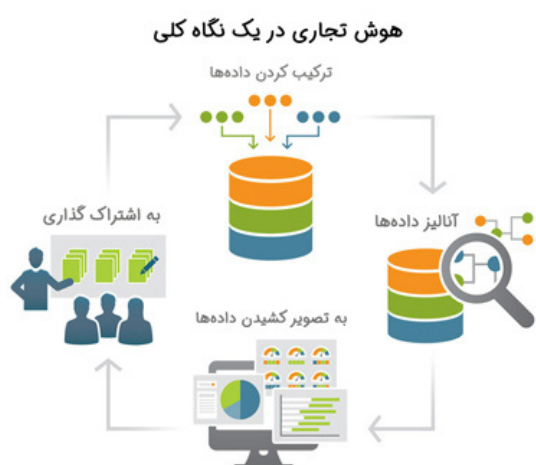 هوش تجاری در یک نگاه کلی
ترکیب کردن داده‌ها
آنالیز داده‌ها
به تصویر کشیدن داده‌ها
به اشتراک گذاری